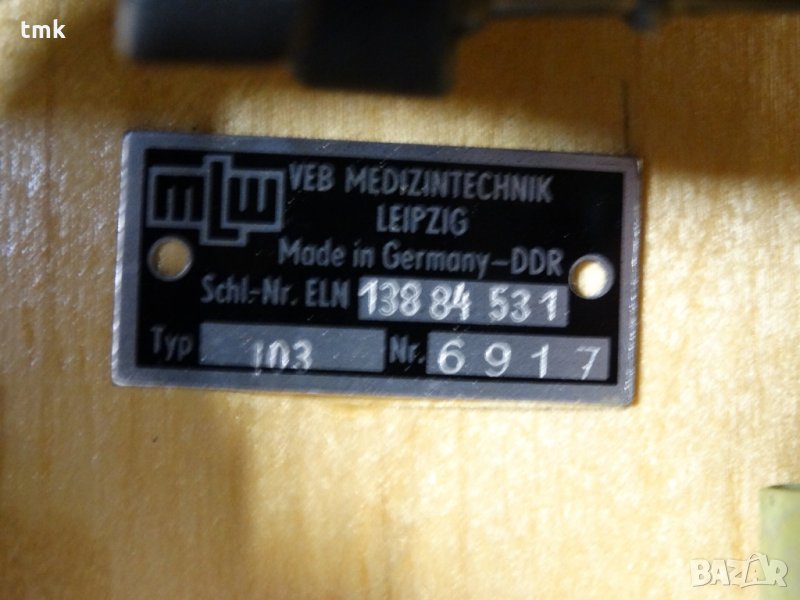 tmk
mlw VEB MEDIZINTECHNIK
LEIPZIG
Made in Germany-DDR
Schl.-Nr. ELN 138 84 531
Typ 103 Nr. 6917
BAZAR